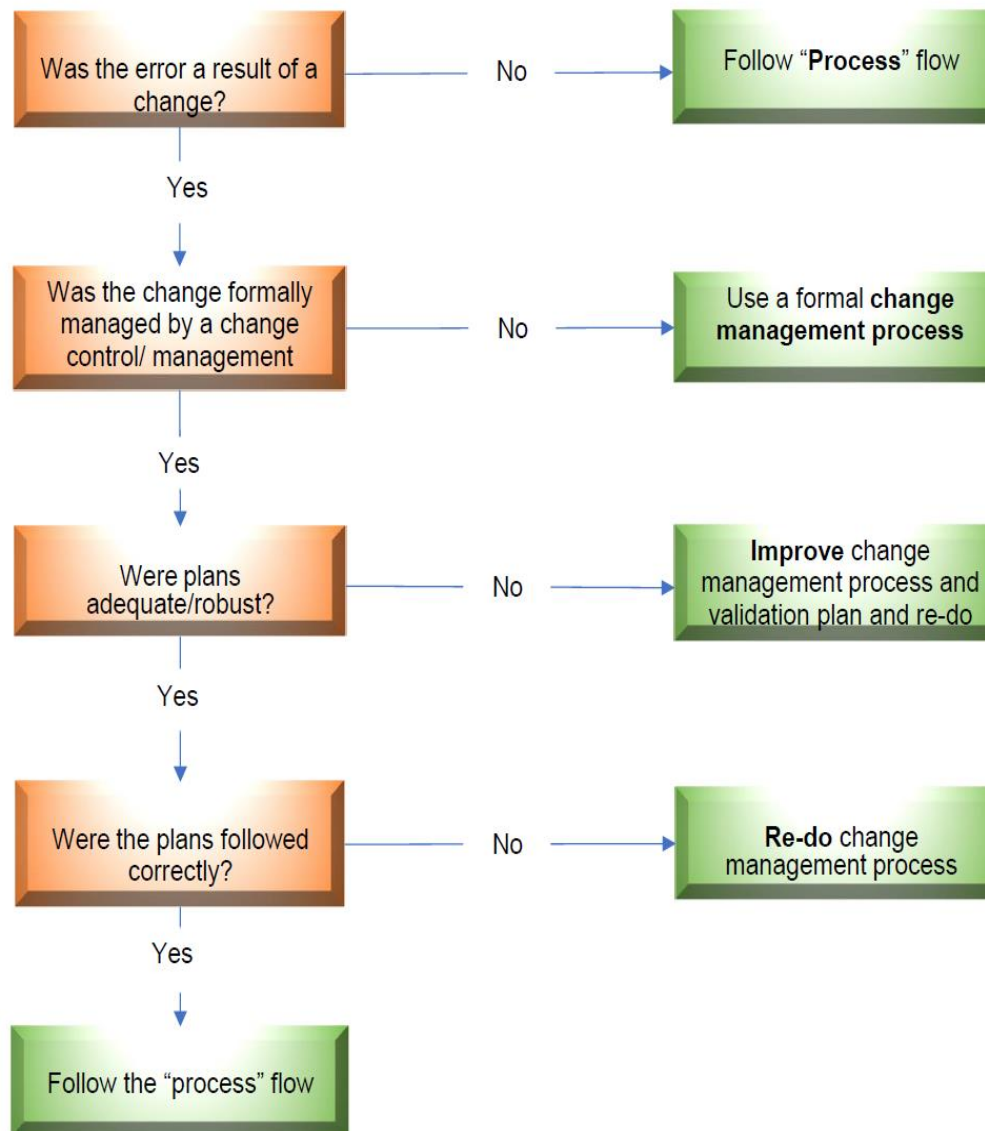 Was the error a result of a
change?
No
Follow “Process” flow
Yes
Was the change formally
managed by a change
control/ management
No
Use a formal change
management process
Yes
Were plans
adequate/robust?
No
Improve change
management process and
validation plan and re-do
Yes
Were the plans followed
correctly?
No
Re-do change
management process
Yes
Follow the “process” flow